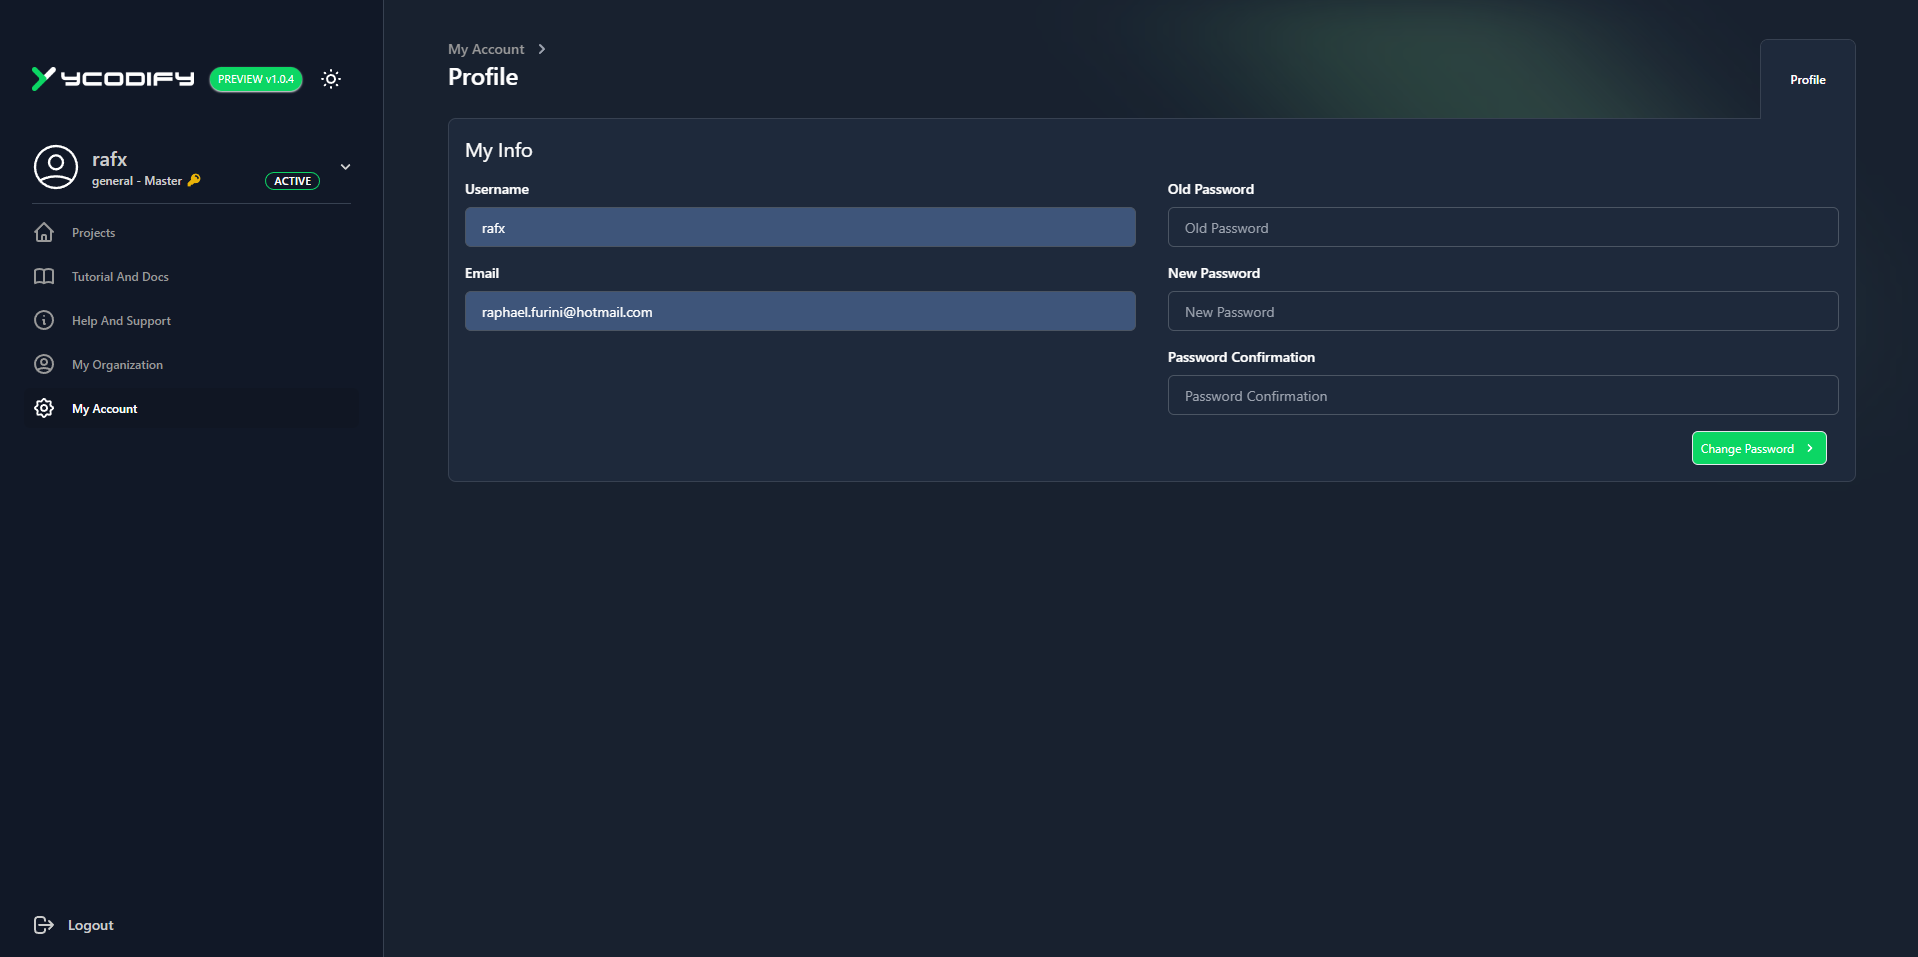 YCODIFY
PREVIEW v1.0.4
rafx
general - Master
ACTIVE
Projects
Tutorial And Docs
Help And Support
My Organization
My Account
Logout
My Account
Profile
Profile
My Info
Username
rafx
Email
raphael.furini@hotmail.com
Old Password
Old Password
New Password
New Password
Password Confirmation
Password Confirmation
Change Password